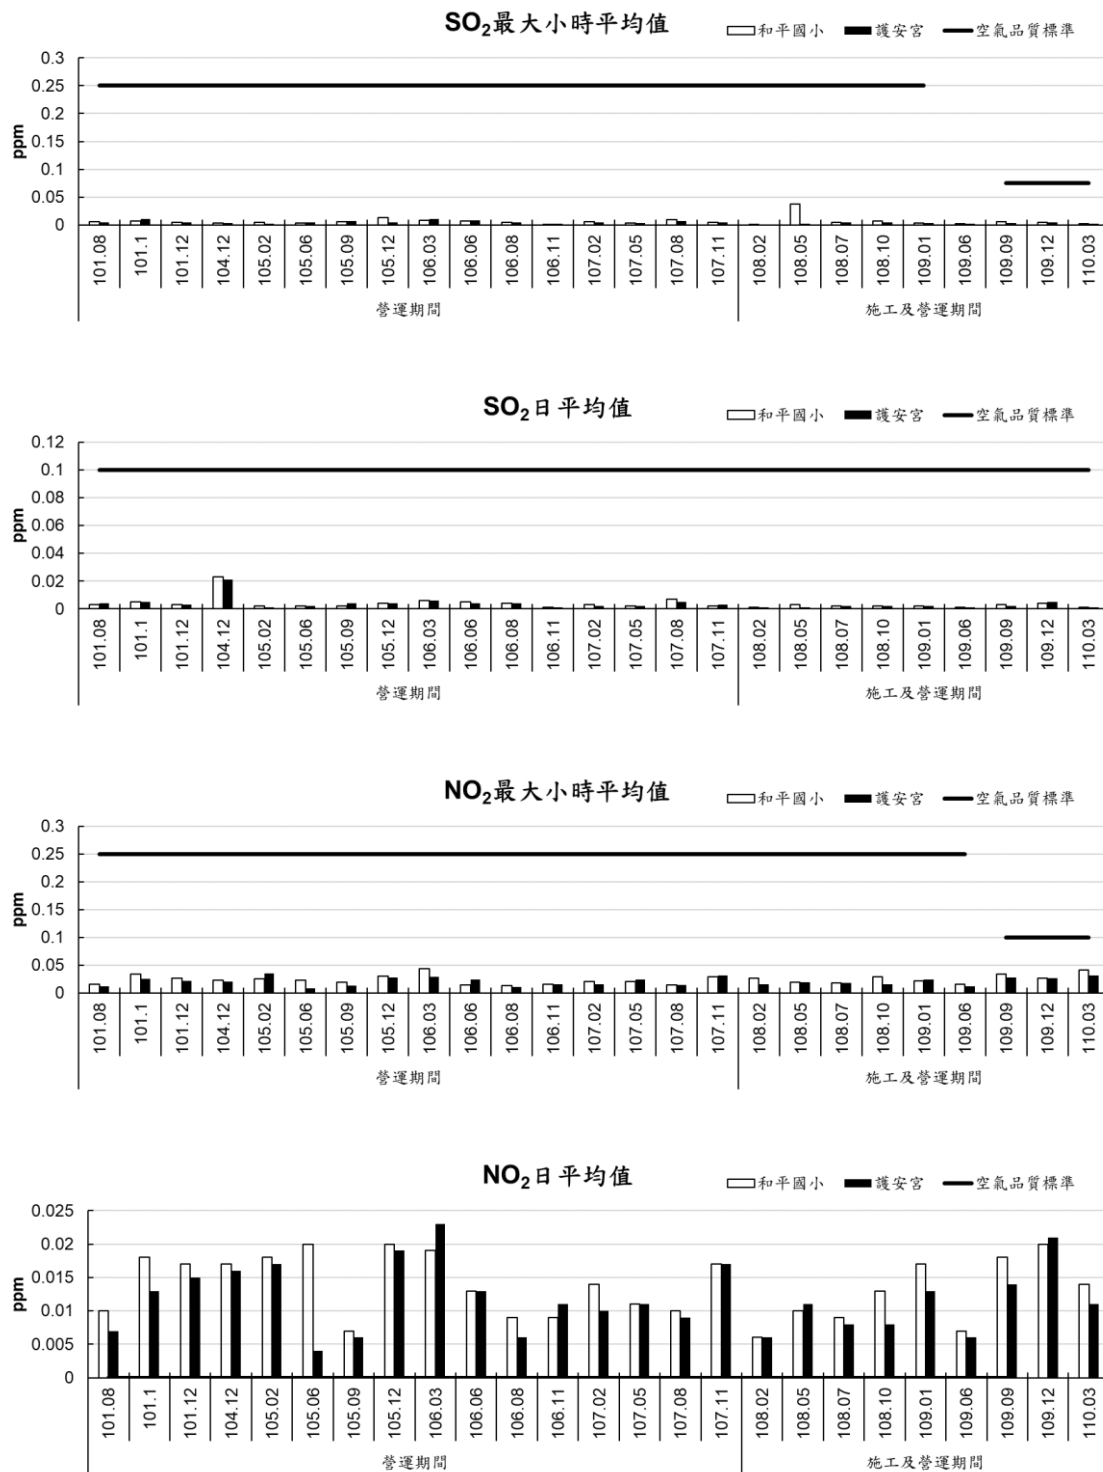 SO₂最大小時平均值
和平國小 護安宮 空氣品質標準
0.3
0.25
0.2
0.15
0.1
0.05
0
ppm
101.08 101.1 101.12 104.12 105.02 105.06 105.09 105.12 106.03 106.06 106.08 106.11 107.02 107.05 107.08 107.11 108.02 108.05 108.07 108.10 109.01 109.06 109.09 109.12 110.03
營運期間 施工及營運期間
SO₂日平均值
和平國小 護安宮 空氣品質標準
0.12
0.1
0.08
0.06
0.04
0.02
0
ppm
101.08 101.1 101.12 104.12 105.02 105.06 105.09 105.12 106.03 106.06 106.08 106.11 107.02 107.05 107.08 107.11 108.02 108.05 108.07 108.10 109.01 109.06 109.09 109.12 110.03
營運期間 施工及營運期間
NO₂最大小時平均值
和平國小 護安宮 空氣品質標準
0.3
0.25
0.2
0.15
0.1
0.05
0
ppm
101.08 101.1 101.12 104.12 105.02 105.06 105.09 105.12 106.03 106.06 106.08 106.11 107.02 107.05 107.08 107.11 108.02 108.05 108.07 108.10 109.01 109.06 109.09 109.12 110.03
營運期間 施工及營運期間
NO₂日平均值
和平國小 護安宮 空氣品質標準
0.025
0.02
0.015
0.01
0.005
0
ppm
101.08 101.1 101.12 104.12 105.02 105.06 105.09 105.12 106.03 106.06 106.08 106.11 107.02 107.05 107.08 107.11 108.02 108.05 108.07 108.10 109.01 109.06 109.09 109.12 110.03
營運期間 施工及營運期間